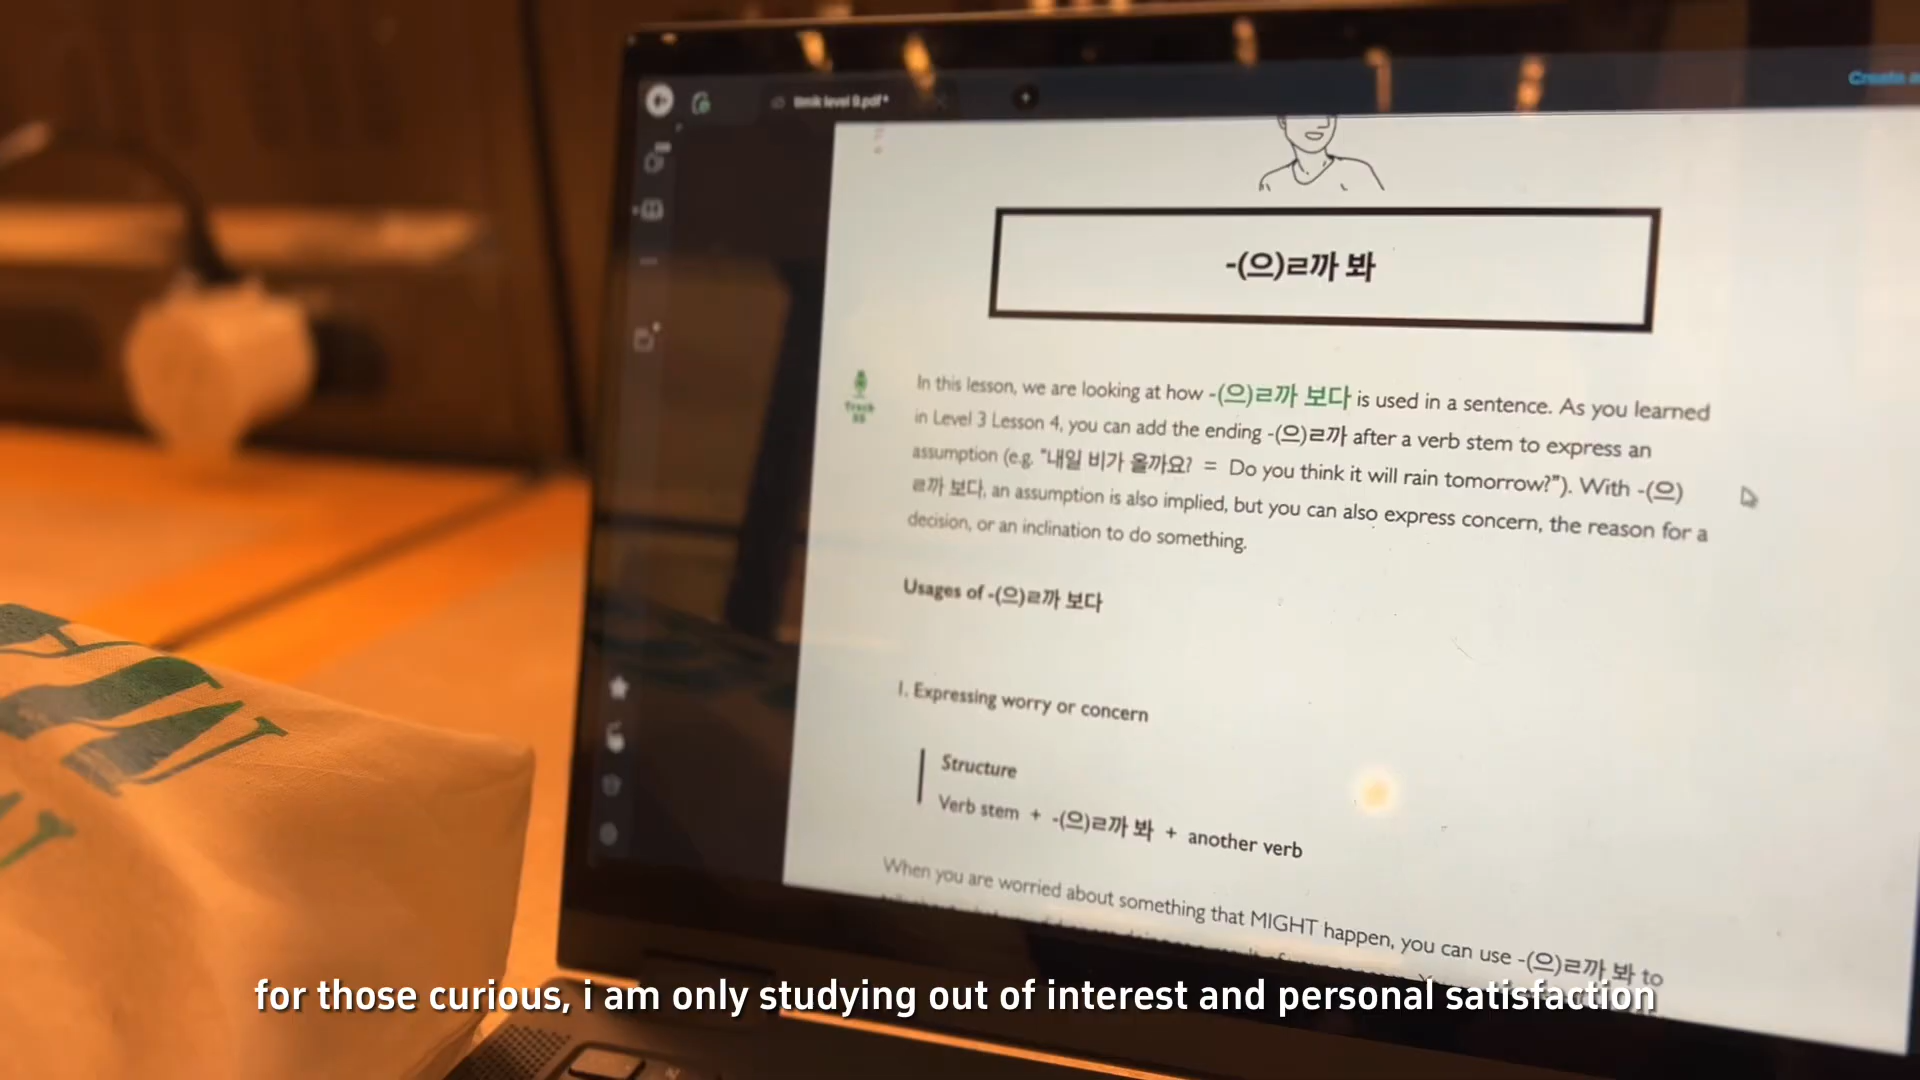 ttmik level 9.pdf*
Create a
-(으)ㄹ까 봐
Track
In this lesson, we are looking at how -(으)ㄹ까 보다 is used in a sentence. As you learned
in Level 3 Lesson 4, you can add the ending -(으)ㄹ까 after a verb stem to express an
assumption (e.g. "내일 비가 올까요? = Do you think it will rain tomorrow?"). With -(으)
ㄹ까 보다, an assumption is also implied, but you can also express concern, the reason for a
decision, or an inclination to do something.
Usages of -(으)ㄹ까 보다
1. Expressing worry or concern
Structure
Verb stem + -(으)ㄹ까 봐 + another verb
When you are worried about something that MIGHT happen, you can use -(으)ㄹ까 봐 to
for those curious, i am only studying out of interest and personal satisfaction